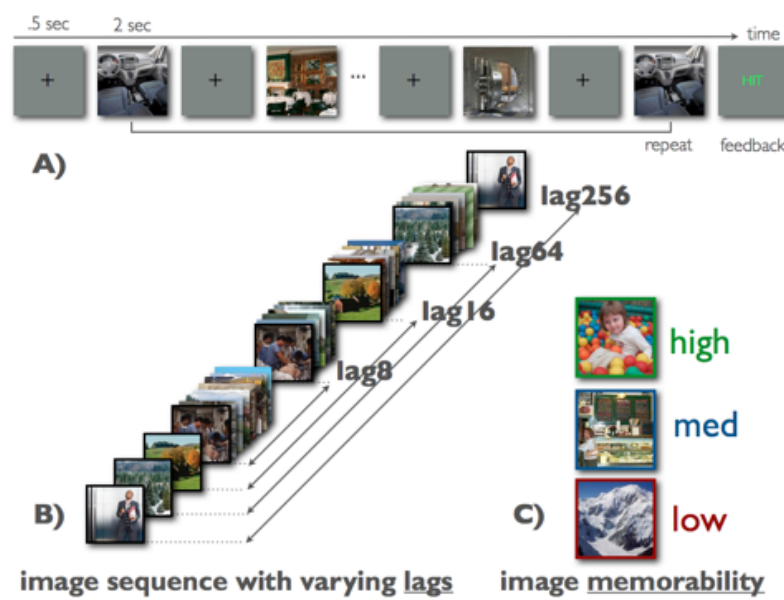 .5 sec 2 sec
time
+ + ... + + HIT
repeat feedback
A)
lag256
lag64
lag16
high
lag8
med
B) C) low
image sequence with varying lags image memorability